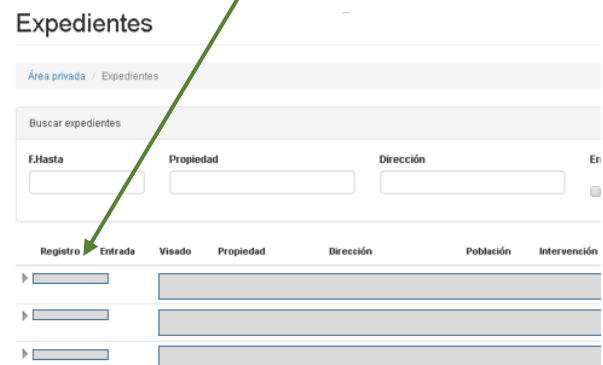 Expedientes
Área privada / Expedientes
Buscar expedientes
F.Hasta Propiedad Dirección
Registro Entrada Visado Propiedad Dirección Población Intervención